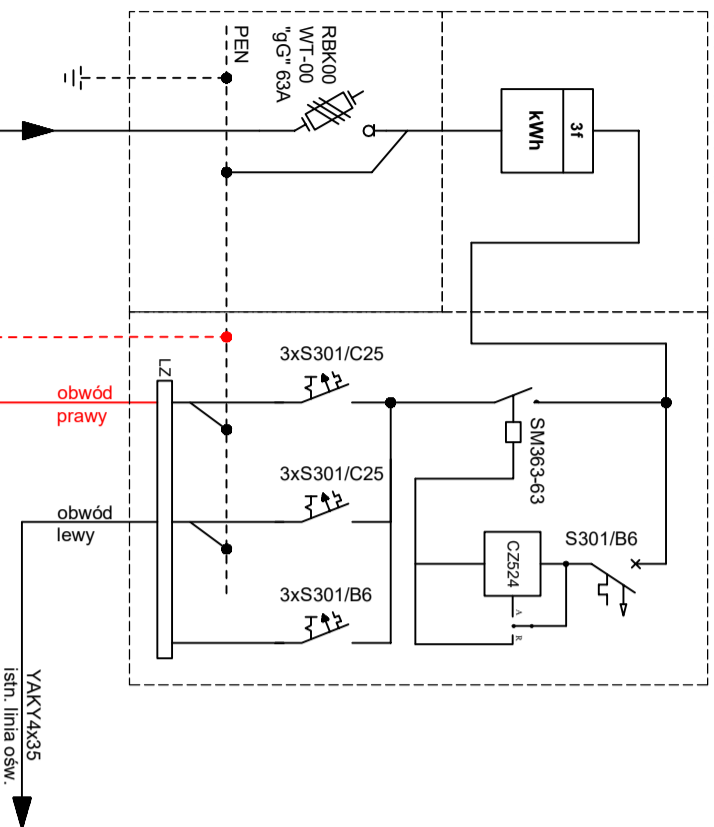 PEN
RBK00
WT-00
"gG" 63A
3f
kWh
LZ
3xS301/C25
obwód
prawy
SM363-63
3xS301/C25
obwód
lewy
S301/B6
CZ524
A
R
3xS301/B6
YAKY4x35
istn. linia ośw.